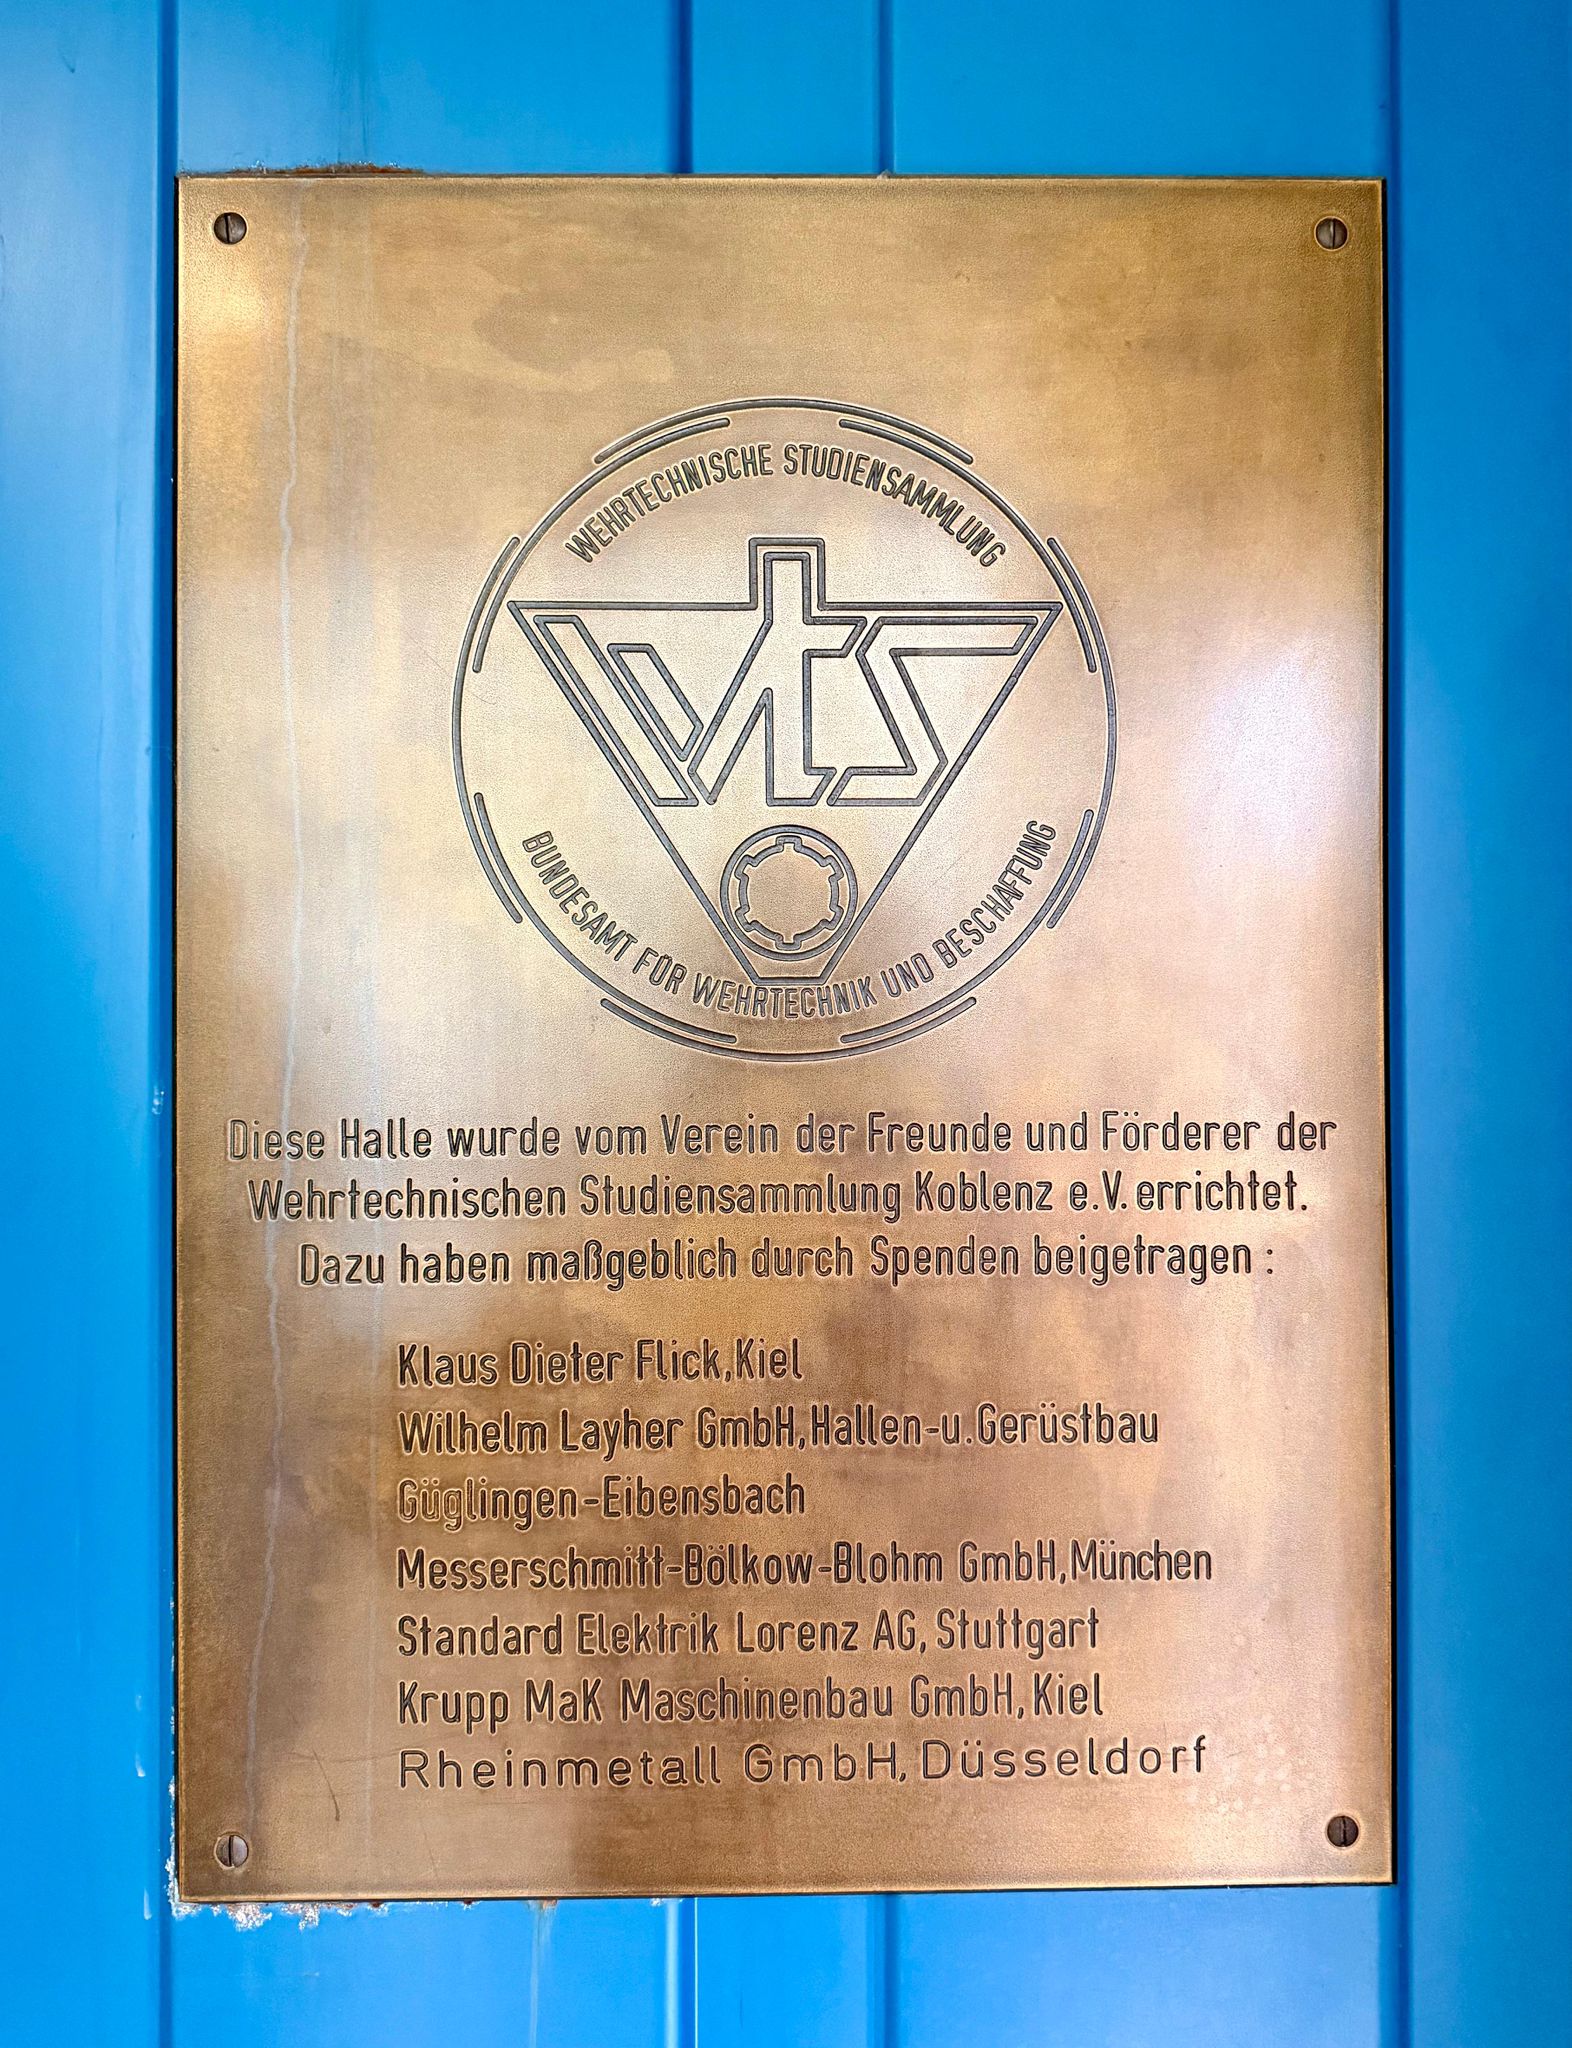 WEHRTECHNISCHE STUDIENSAMMLUNG
wts
BUNDESAMT FÜR WEHRTECHNIK UND BESCHAFFUNG
Diese Halle wurde vom Verein der Freunde und Förderer der
Wehrtechnischen Studiensammlung Koblenz e.V. errichtet.
Dazu haben maßgeblich durch Spenden beigetragen :
Klaus Dieter Flick, Kiel
Wilhelm Layher GmbH, Hallen-u. Gerüstbau
Güglingen-Eibensbach
Messerschmitt-Bölkow-Blohm GmbH, München
Standard Elektrik Lorenz AG, Stuttgart
Krupp MaK Maschinenbau GmbH, Kiel
Rheinmetall GmbH, Düsseldorf